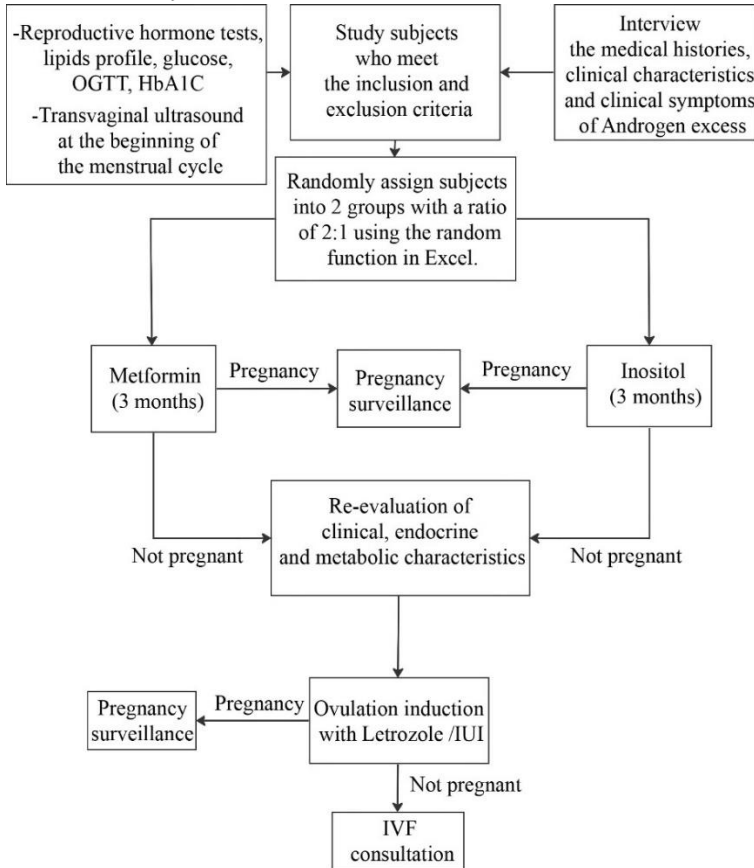 -Reproductive hormone tests,
lipids profile, glucose,
OGTT, HbA1C
-Transvaginal ultrasound
at the beginning of
the menstrual cycle
Study subjects
who meet
the inclusion and
exclusion criteria
Interview
the medical histories,
clinical characteristics
and clinical symptoms
of Androgen excess
Randomly assign subjects
into 2 groups with a ratio
of 2:1 using the random
function in Excel.
Metformin
(3 months)
Pregnancy
Pregnancy
surveillance
Pregnancy
Inositol
(3 months)
Not pregnant
Re-evaluation of
clinical, endocrine
and metabolic characteristics
Not pregnant
Pregnancy
surveillance
Pregnancy
Ovulation induction
with Letrozole /IUI
Not pregnant
IVF
consultation